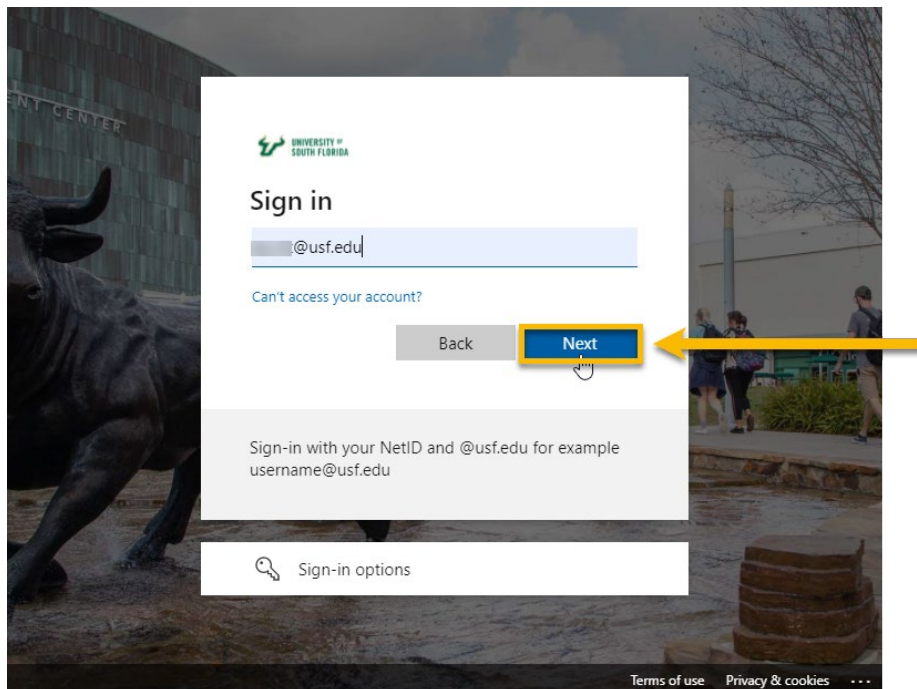 NT CENTER
UNIVERSITY of
SOUTH FLORIDA
Sign in
@usf.edu
Can't access your account?
Back
Next
Sign-in with your NetID and @usf.edu for example
username@usf.edu
Sign-in options
Terms of use Privacy & cookies ...